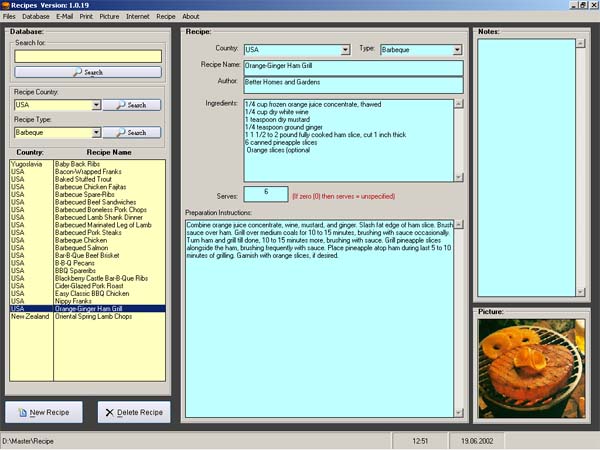 Recipes Version: 1.0.19
Files Database E-Mail Print Picture Internet Recipe About
Database:
Search for:
Search
Recipe Country:
USA
Search
Recipe Type:
Barbeque
Search
Country: Recipe Name
Yugoslavia Baby Back Ribs
USA Bacon-Wrapped Franks
USA Baked Stuffed Trout
USA Barbecue Chicken Fajitas
USA Barbecue Spare-Ribs
USA Barbecued Beef Sandwiches
USA Barbecued Boneless Pork Chops
USA Barbecued Lamb Shank Dinner
USA Barbecued Marinated Leg of Lamb
USA Barbecued Pork Steaks
USA Barbeque Chicken
USA Barbequed Salmon
USA Bar-B-Que Beef Brisket
USA B-B-Q Pecans
USA BBQ Spareribs
USA Blackberry Castle Bar-B-Que Ribs
USA Cider-Glazed Pork Roast
USA Easy Classic BBQ Chicken
USA Nippy Franks
USA Orange-Ginger Ham Grill
New Zealand Oriental Spring Lamb Chops
New Recipe
Delete Recipe
Recipe:
Country: USA Type: Barbeque
Recipe Name: Orange-Ginger Ham Grill
Author: Better Homes and Gardens
Ingredients:
1/4 cup frozen orange juice concentrate, thawed
1/4 cup dry white wine
1 teaspoon dry mustard
1/4 teaspoon ground ginger
1 1 1/2 to 2 pound fully cooked ham slice, cut 1 inch thick
6 canned pineapple slices
Orange slices (optional
Serves: 6 (If zero (0) then serves = unspecified)
Preparation Instructions:
Combine orange juice concentrate, wine, mustard, and ginger. Slash fat edge of ham slice. Brush
sauce over ham. Grill over medium coals for 10 to 15 minutes, brushing with sauce occasionally.
Turn ham and grill till done, 10 to 15 minutes more, brushing with sauce. Grill pineapple slices
alongside the ham, brushing frequently with sauce. Place pineapple atop ham during last 5 to 10
minutes of grilling. Garnish with orange slices, if desired.
Notes:
Picture:
D:\Master\Recipe
12:51
19.06.2002